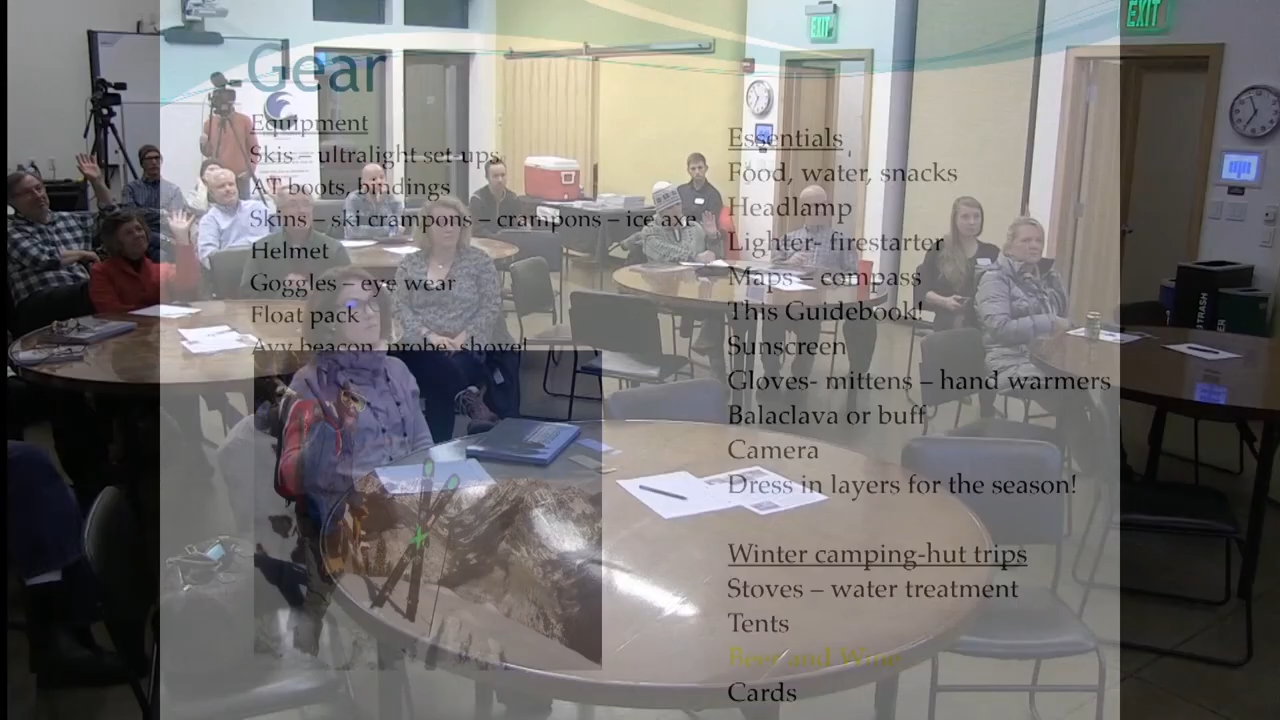 Gear
Equipment
Skis – ultralight set ups
AT boots, bindings
Skins – ski crampons – crampons – ice axe
Helmet
Goggles – eye wear
Float pack
Avy beacon, probe, shovel
Essentials
Food, water, snacks
Headlamp
Lighter- firestarter
Maps – compass
This Guidebook!
Sunscreen
Gloves- mittens – hand warmers
Balaclava or buff
Camera
Dress in layers for the season!
Winter camping-hut trips
Stoves – water treatment
Tents
Beer and Wine
Cards
EXIT
EXIT
TRASH